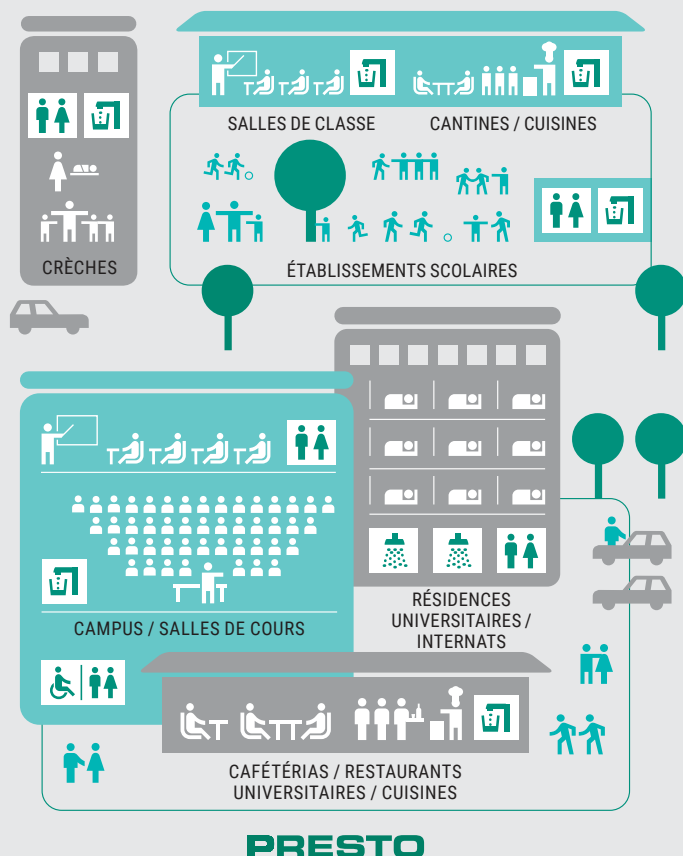 SALLES DE CLASSE
CANTINES / CUISINES
CRÈCHES
ÉTABLISSEMENTS SCOLAIRES
RÉSIDENCES
UNIVERSITAIRES /
INTERNATS
CAMPUS / SALLES DE COURS
CAFÉTÉRIAS / RESTAURANTS
UNIVERSITAIRES / CUISINES
PRESTO